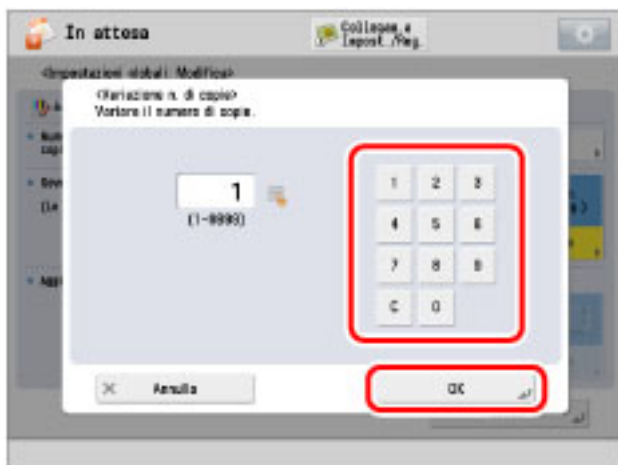 In attesa
Collegam. e
Impost./Reg.
<Impostazioni globali: Modifica>
<Variazione n. di copie>
Variare il numero di copie.
1
(1-9999)
1 2 3
4 5 6
7 8 9
C 0
Annulla
OK